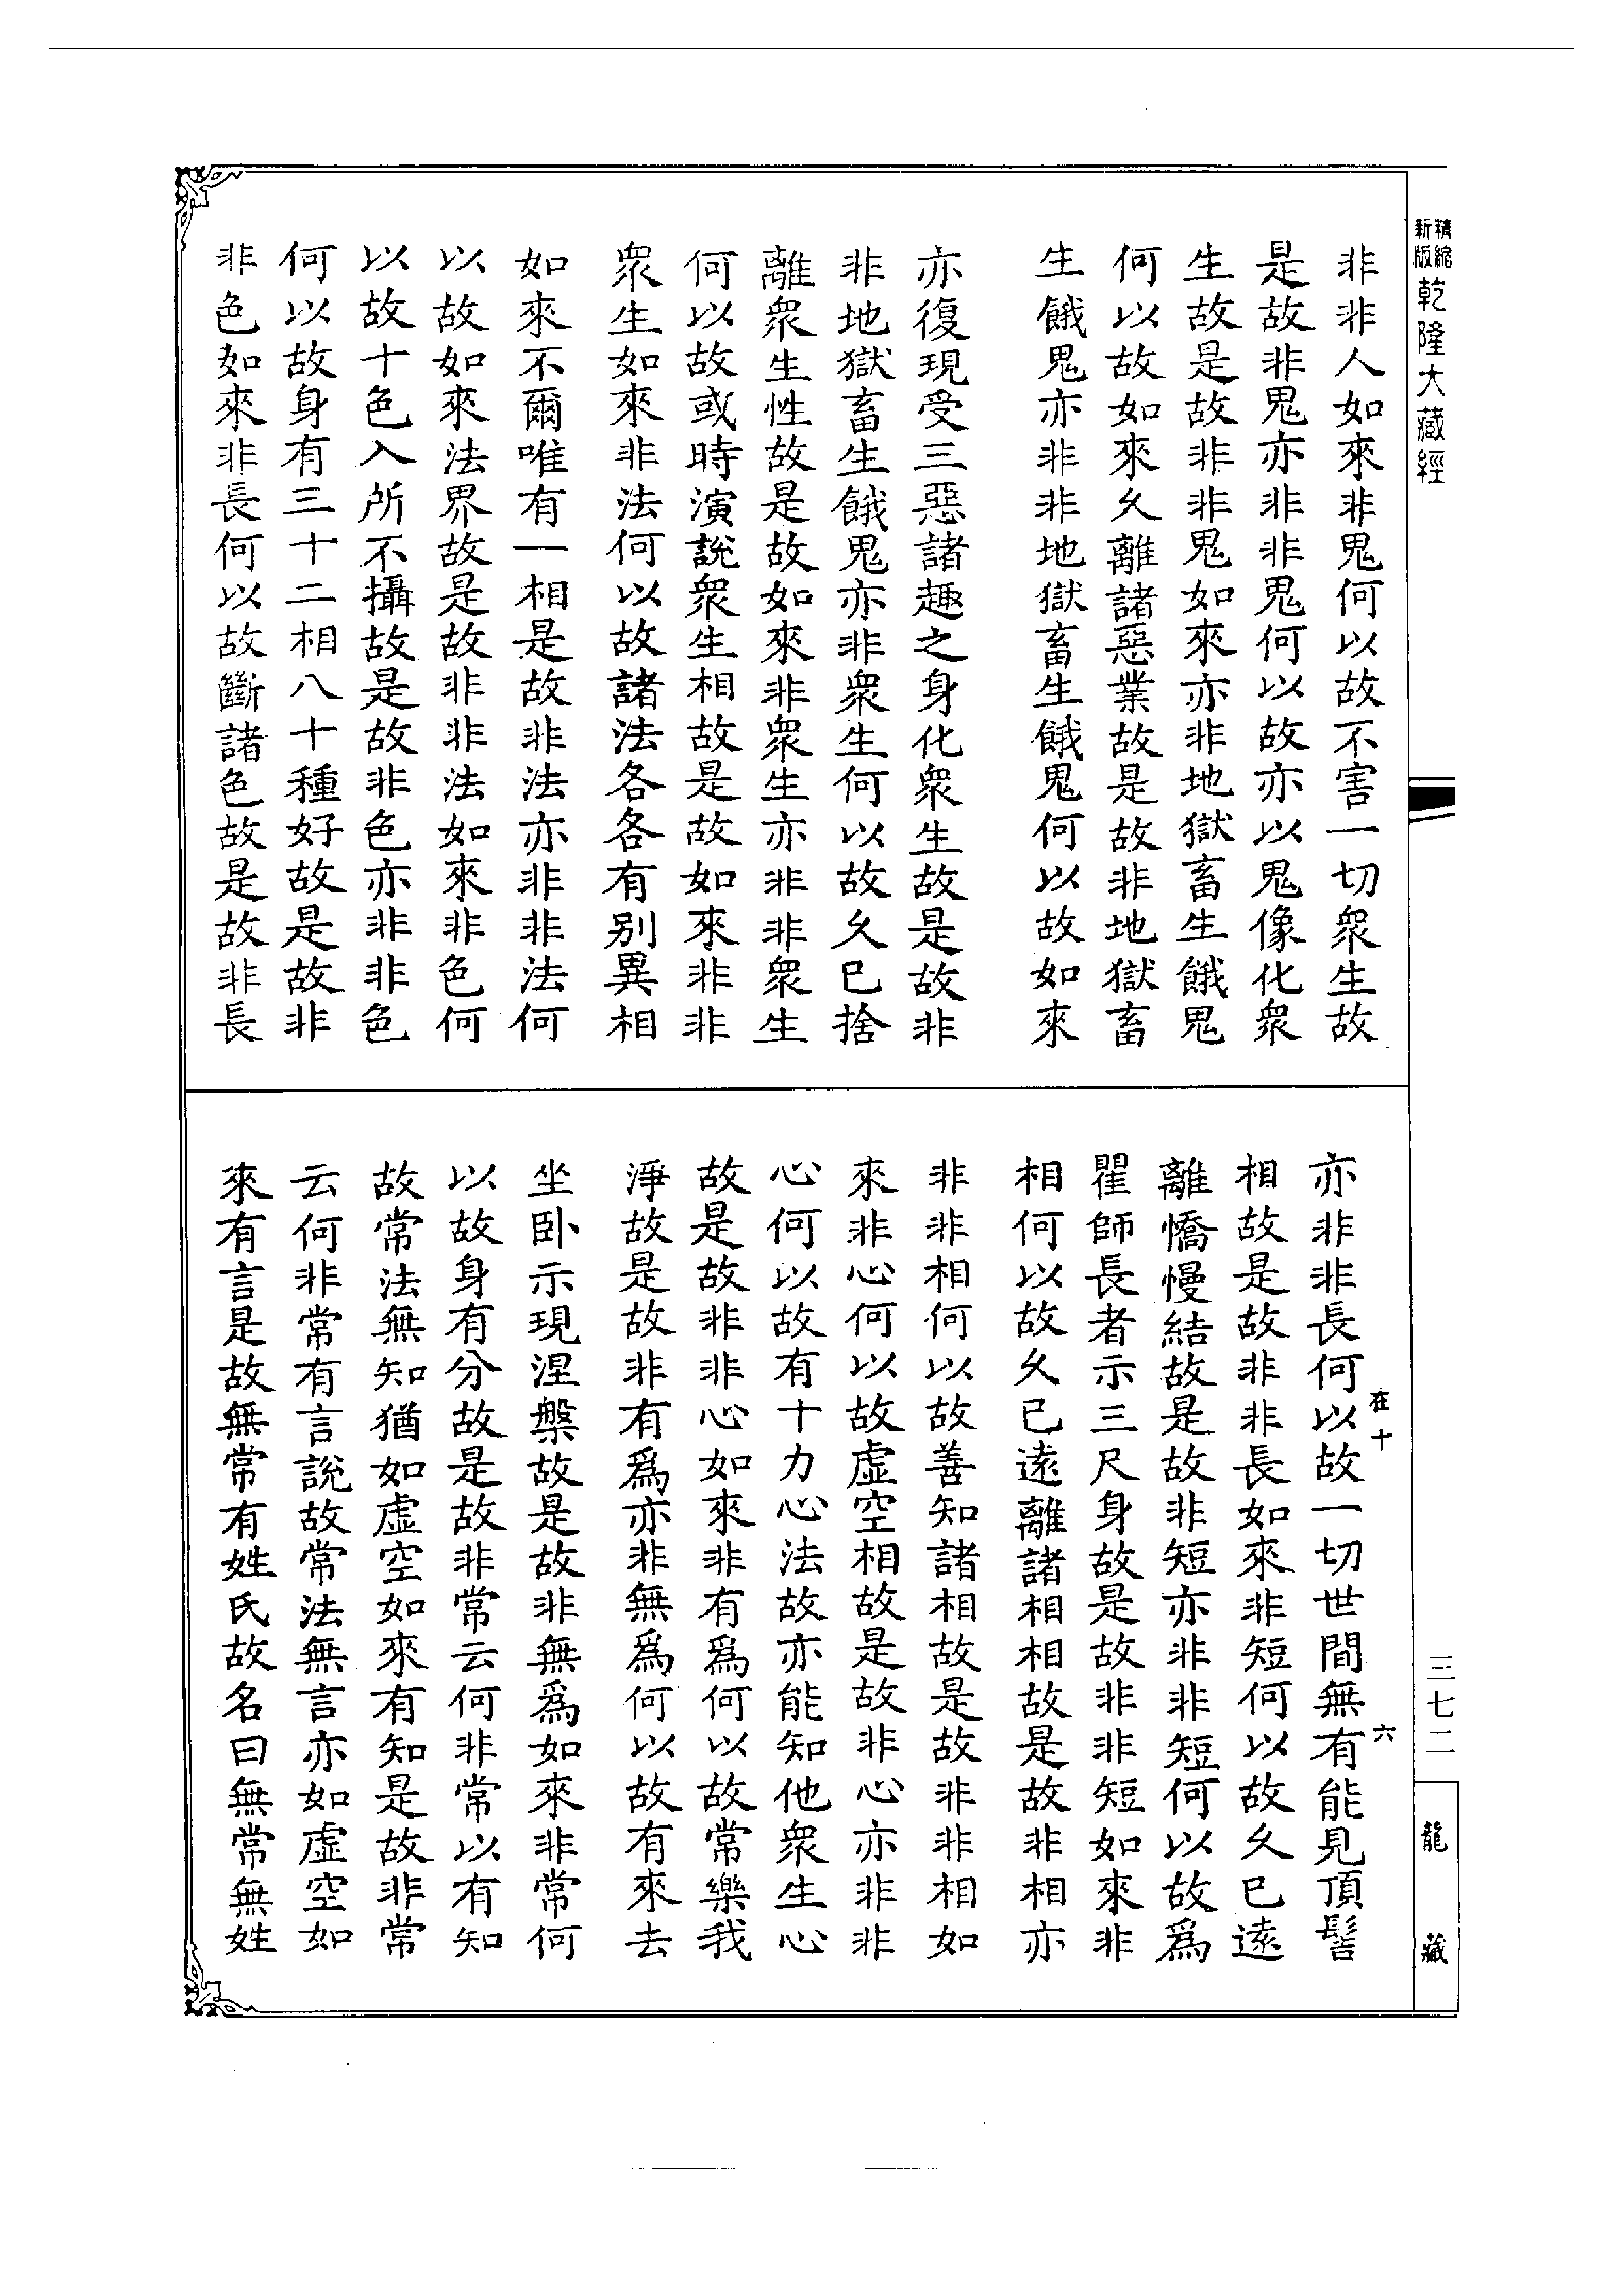 精縮新版乾隆大藏經
非非人如來非鬼何以故不害一切眾生故
是故非鬼亦非非鬼何以故亦以鬼像化眾
生故是故非非鬼如來亦非地獄畜生餓鬼
何以故如來久離諸惡業故是故非地獄畜
生餓鬼亦非非地獄畜生餓鬼何以故如來
亦復現受三惡諸趣之身化眾生故是故非
非地獄畜生餓鬼亦非眾生何以故久已捨
離眾生性故是故如來非眾生亦非非眾生
何以故或時演說眾生相故是故如來非非
眾生如來非法何以故諸法各各有別異相
如來不爾唯有一相是故非法亦非非法何
以故如來法界故是故非非法如來非色何
以故十色入所不攝故是故非色亦非非色
何以故身有三十二相八十種好故是故非
非色如來非長何以故斷諸色故是故非長
亦非非長何以故一切世間無有能見頂髻
相故是故非非長如來非短何以故久已遠
離憍慢結故是故非短亦非非短何以故為
瞿師長者示三尺身故是故非非短如來非
相何以故久已遠離諸相相故是故非相亦
非非相何以故善知諸相故是故非非相如
來非心何以故虛空相故是故非心亦非非
心何以故有十力心法故亦能知他眾生心
故是故非非心如來非有為何以故常樂我
淨故是故非有為亦非無為何以故有來去
坐臥示現涅槃故是故非無為如來非常何
以故身有分故是故非常云何非常以有知
故常法無知猶如虛空如來有知是故非常
云何非常有言說故常法無言亦如虛空如
來有言是故無常有姓氏故名曰無常無姓
在十
六
三七二
龍藏